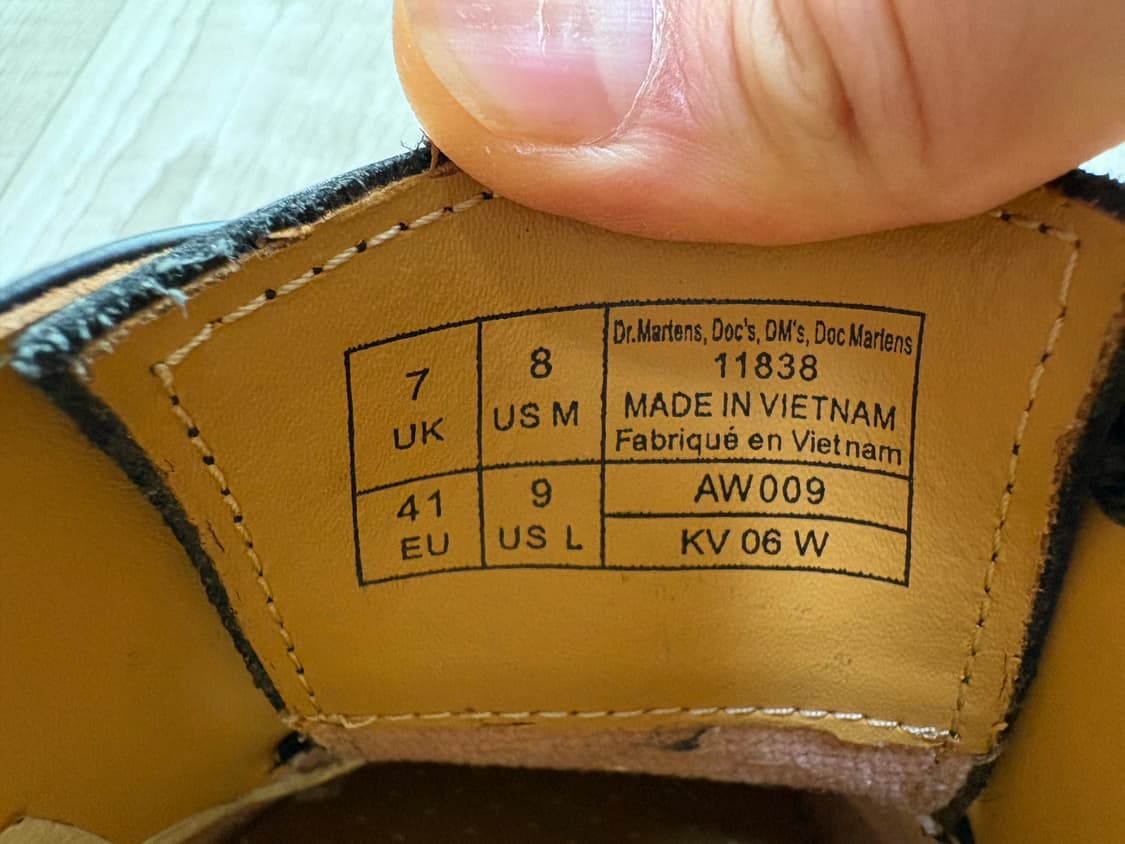 7
UK
8
US M
41
EU
9
US L
Dr.Martens, Doc's, DM's, Doc Martens
11838
MADE IN VIETNAM
Fabriqué en Vietnam
AW009
KV 06 W